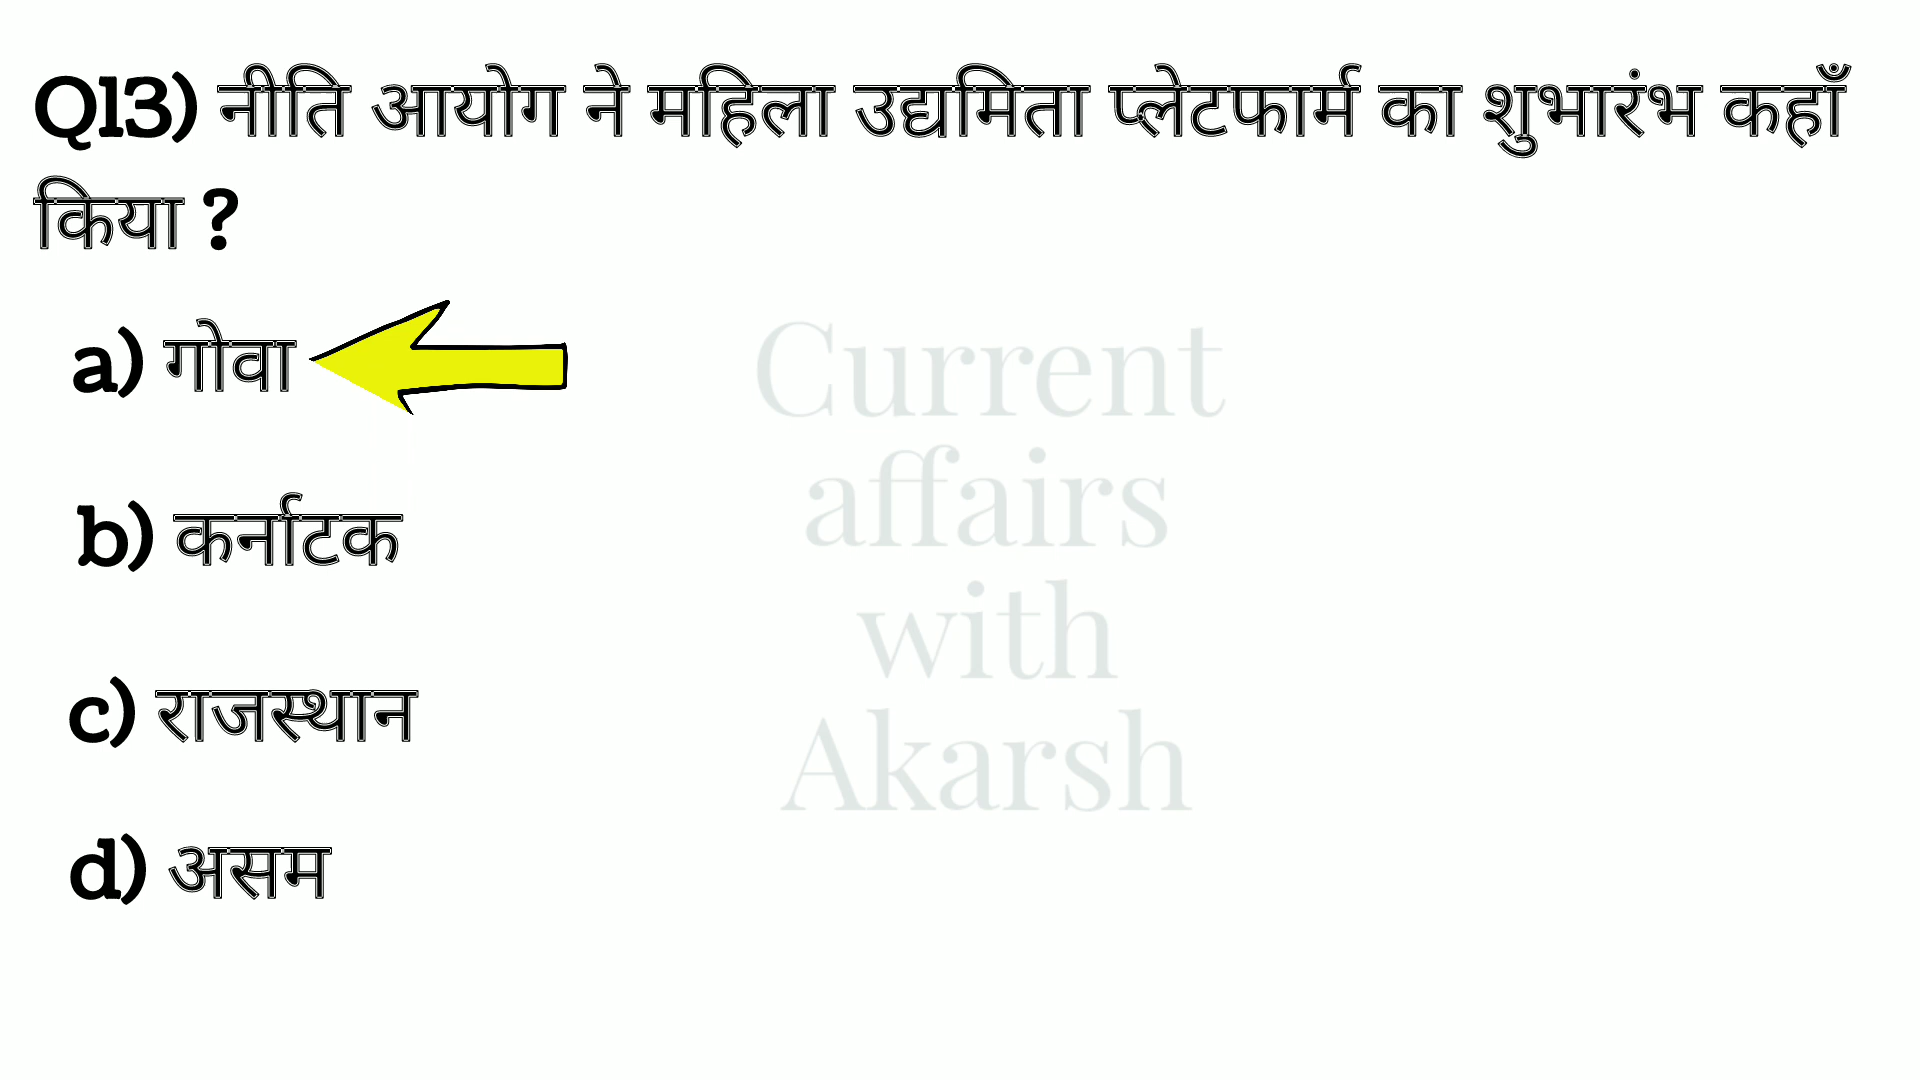 Q13) नीति आयोग ने महिला उद्यमिता प्लेटफार्म का शुभारंभ कहाँ
किया ?
a) गोवा
b) कर्नाटक
c) राजस्थान
d) असम
Current
affairs
with
Akarsh